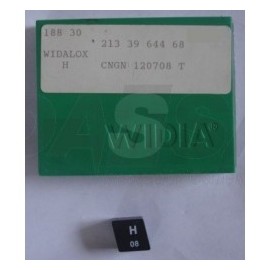 188 30
213 39 644 68
WIDALOX
H CNGN 120708 T
WIDIA®
H
08